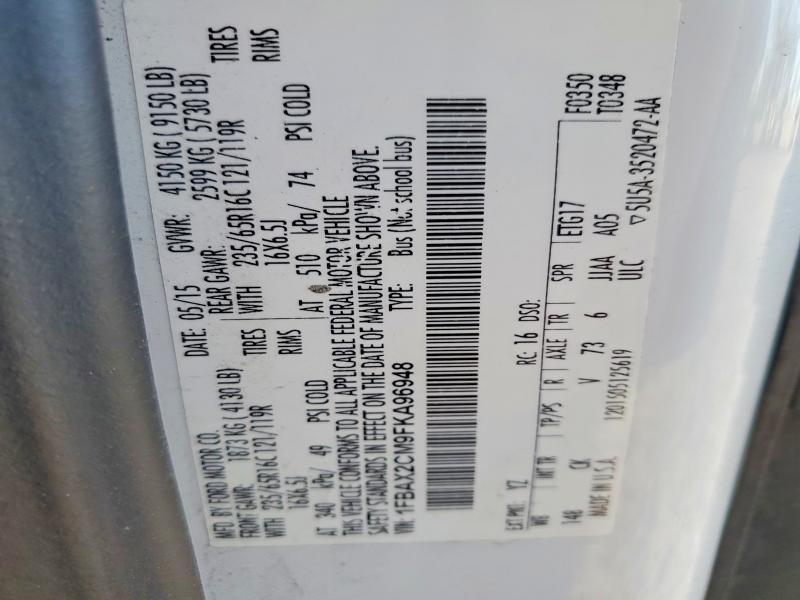 MFD BY FORD MOTOR CO.
DATE: 05/15 GVWR: 4150 KG ( 9150 LB)
FRONT GAWR: 1873 KG ( 4130 LB) REAR GAWR: 2599 KG ( 5730 LB)
WITH 235/65R16C 121/119R TIRES WITH 235/65R16C 121/119R TIRES
16X6.5J RIMS 16X6.5J RIMS
AT 340 kPa/ 49 PSI COLD AT 510 kPa/ 74 PSI COLD
THIS VEHICLE CONFORMS TO ALL APPLICABLE FEDERAL MOTOR VEHICLE
SAFETY STANDARDS IN EFFECT ON THE DATE OF MANUFACTURE SHOWN ABOVE.
VIN: 1FBAX2CM9FKA96948 TYPE: Bus (Not school bus)
EXT PNT: YZ RC: 16 DSO: F0350
WB INT TR TP/PS R AXLE TR SPR ETG17 T0348
148 CK V 73 6 JJAA A05
MADE IN U.S.A. 1201505125619 ULC ▽5U5A-3520472-AA